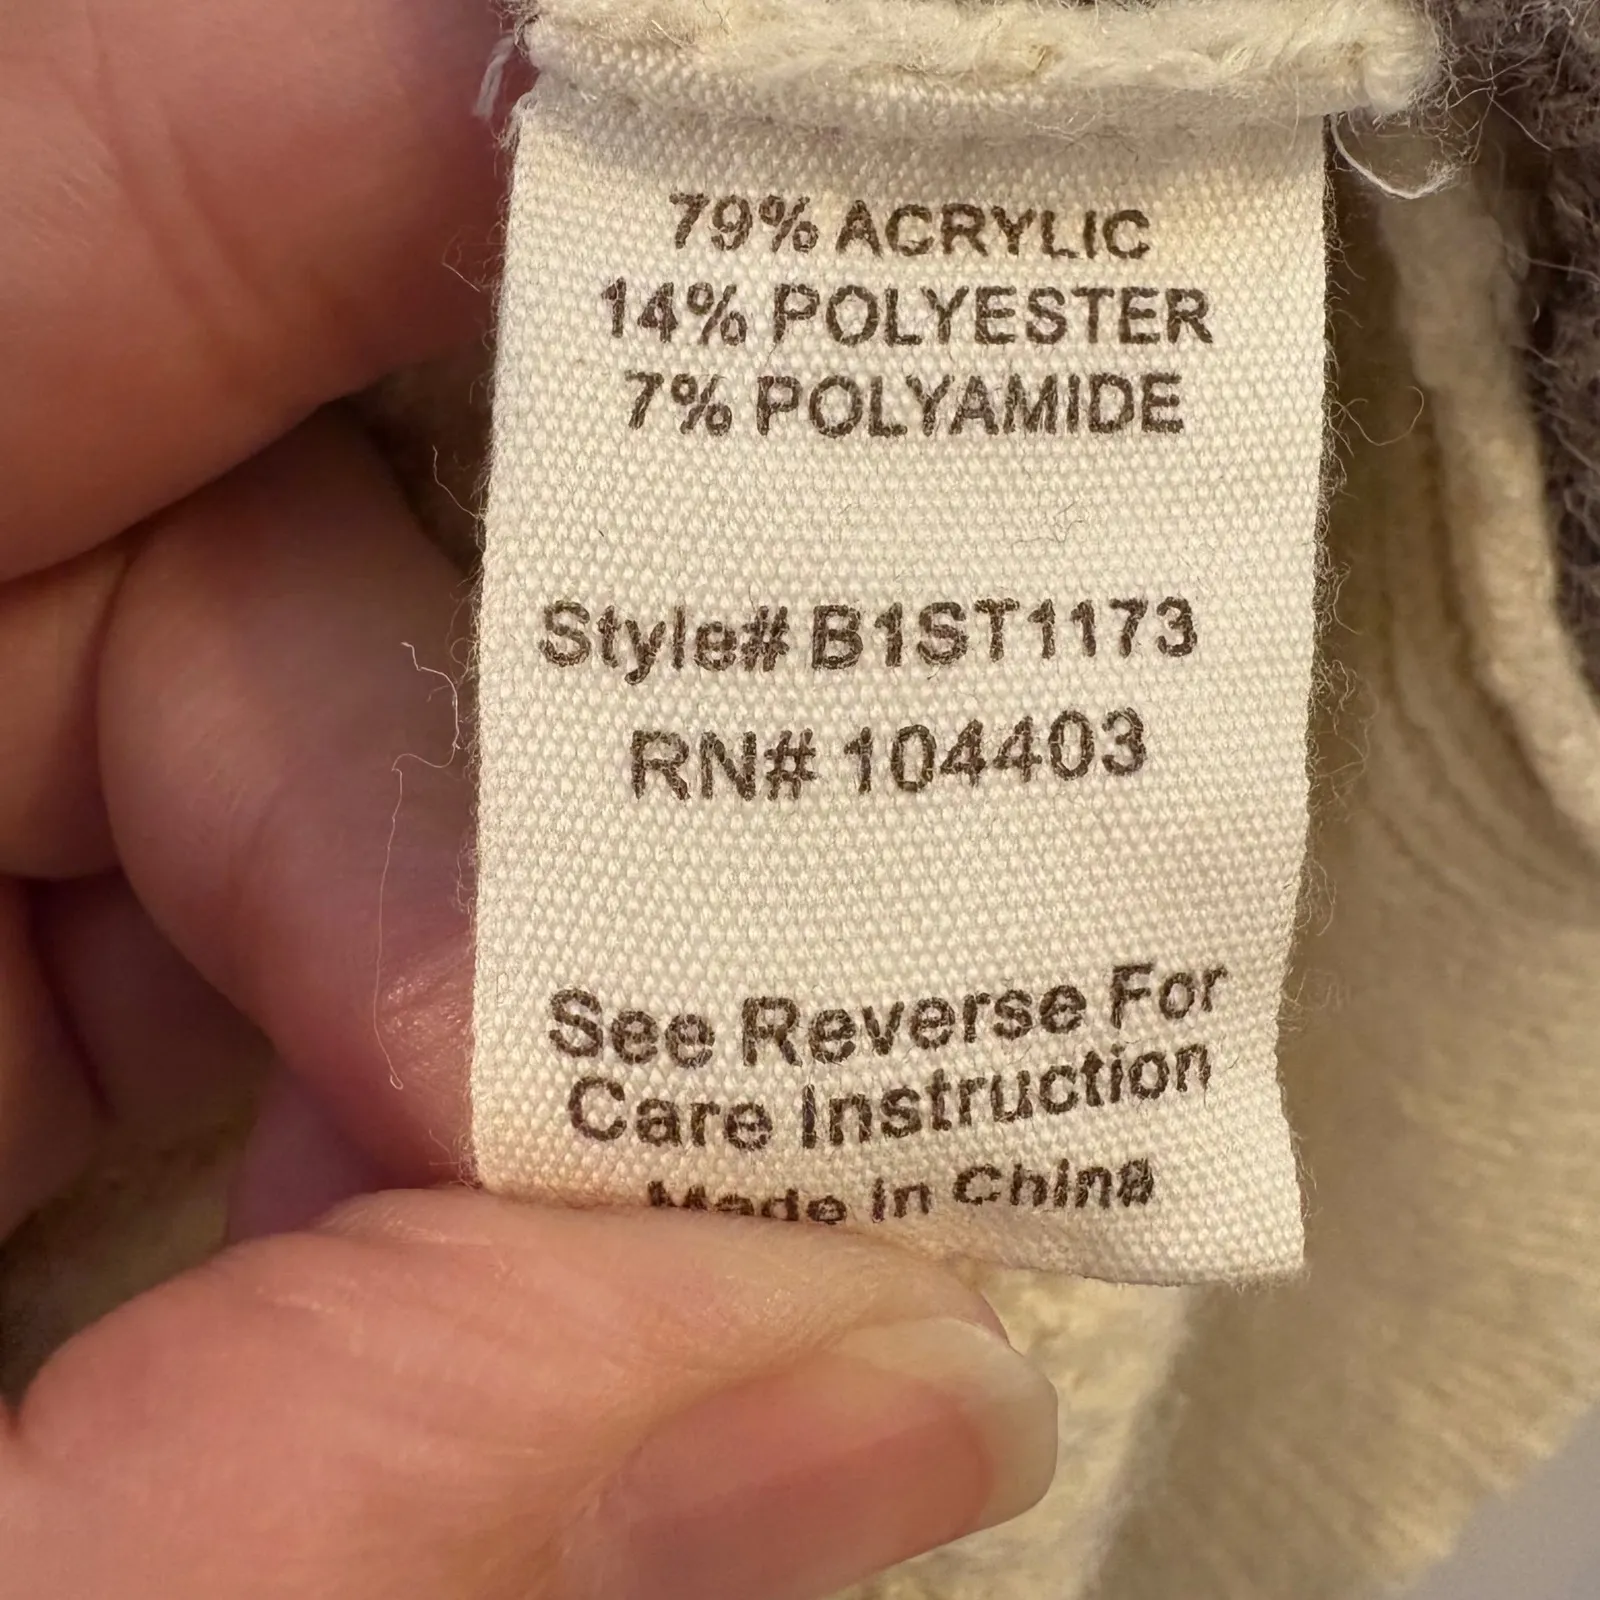 79% ACRYLIC
14% POLYESTER
7% POLYAMIDE
Style# B1ST1173
RN# 104403
See Reverse For
Care Instruction
Made in China